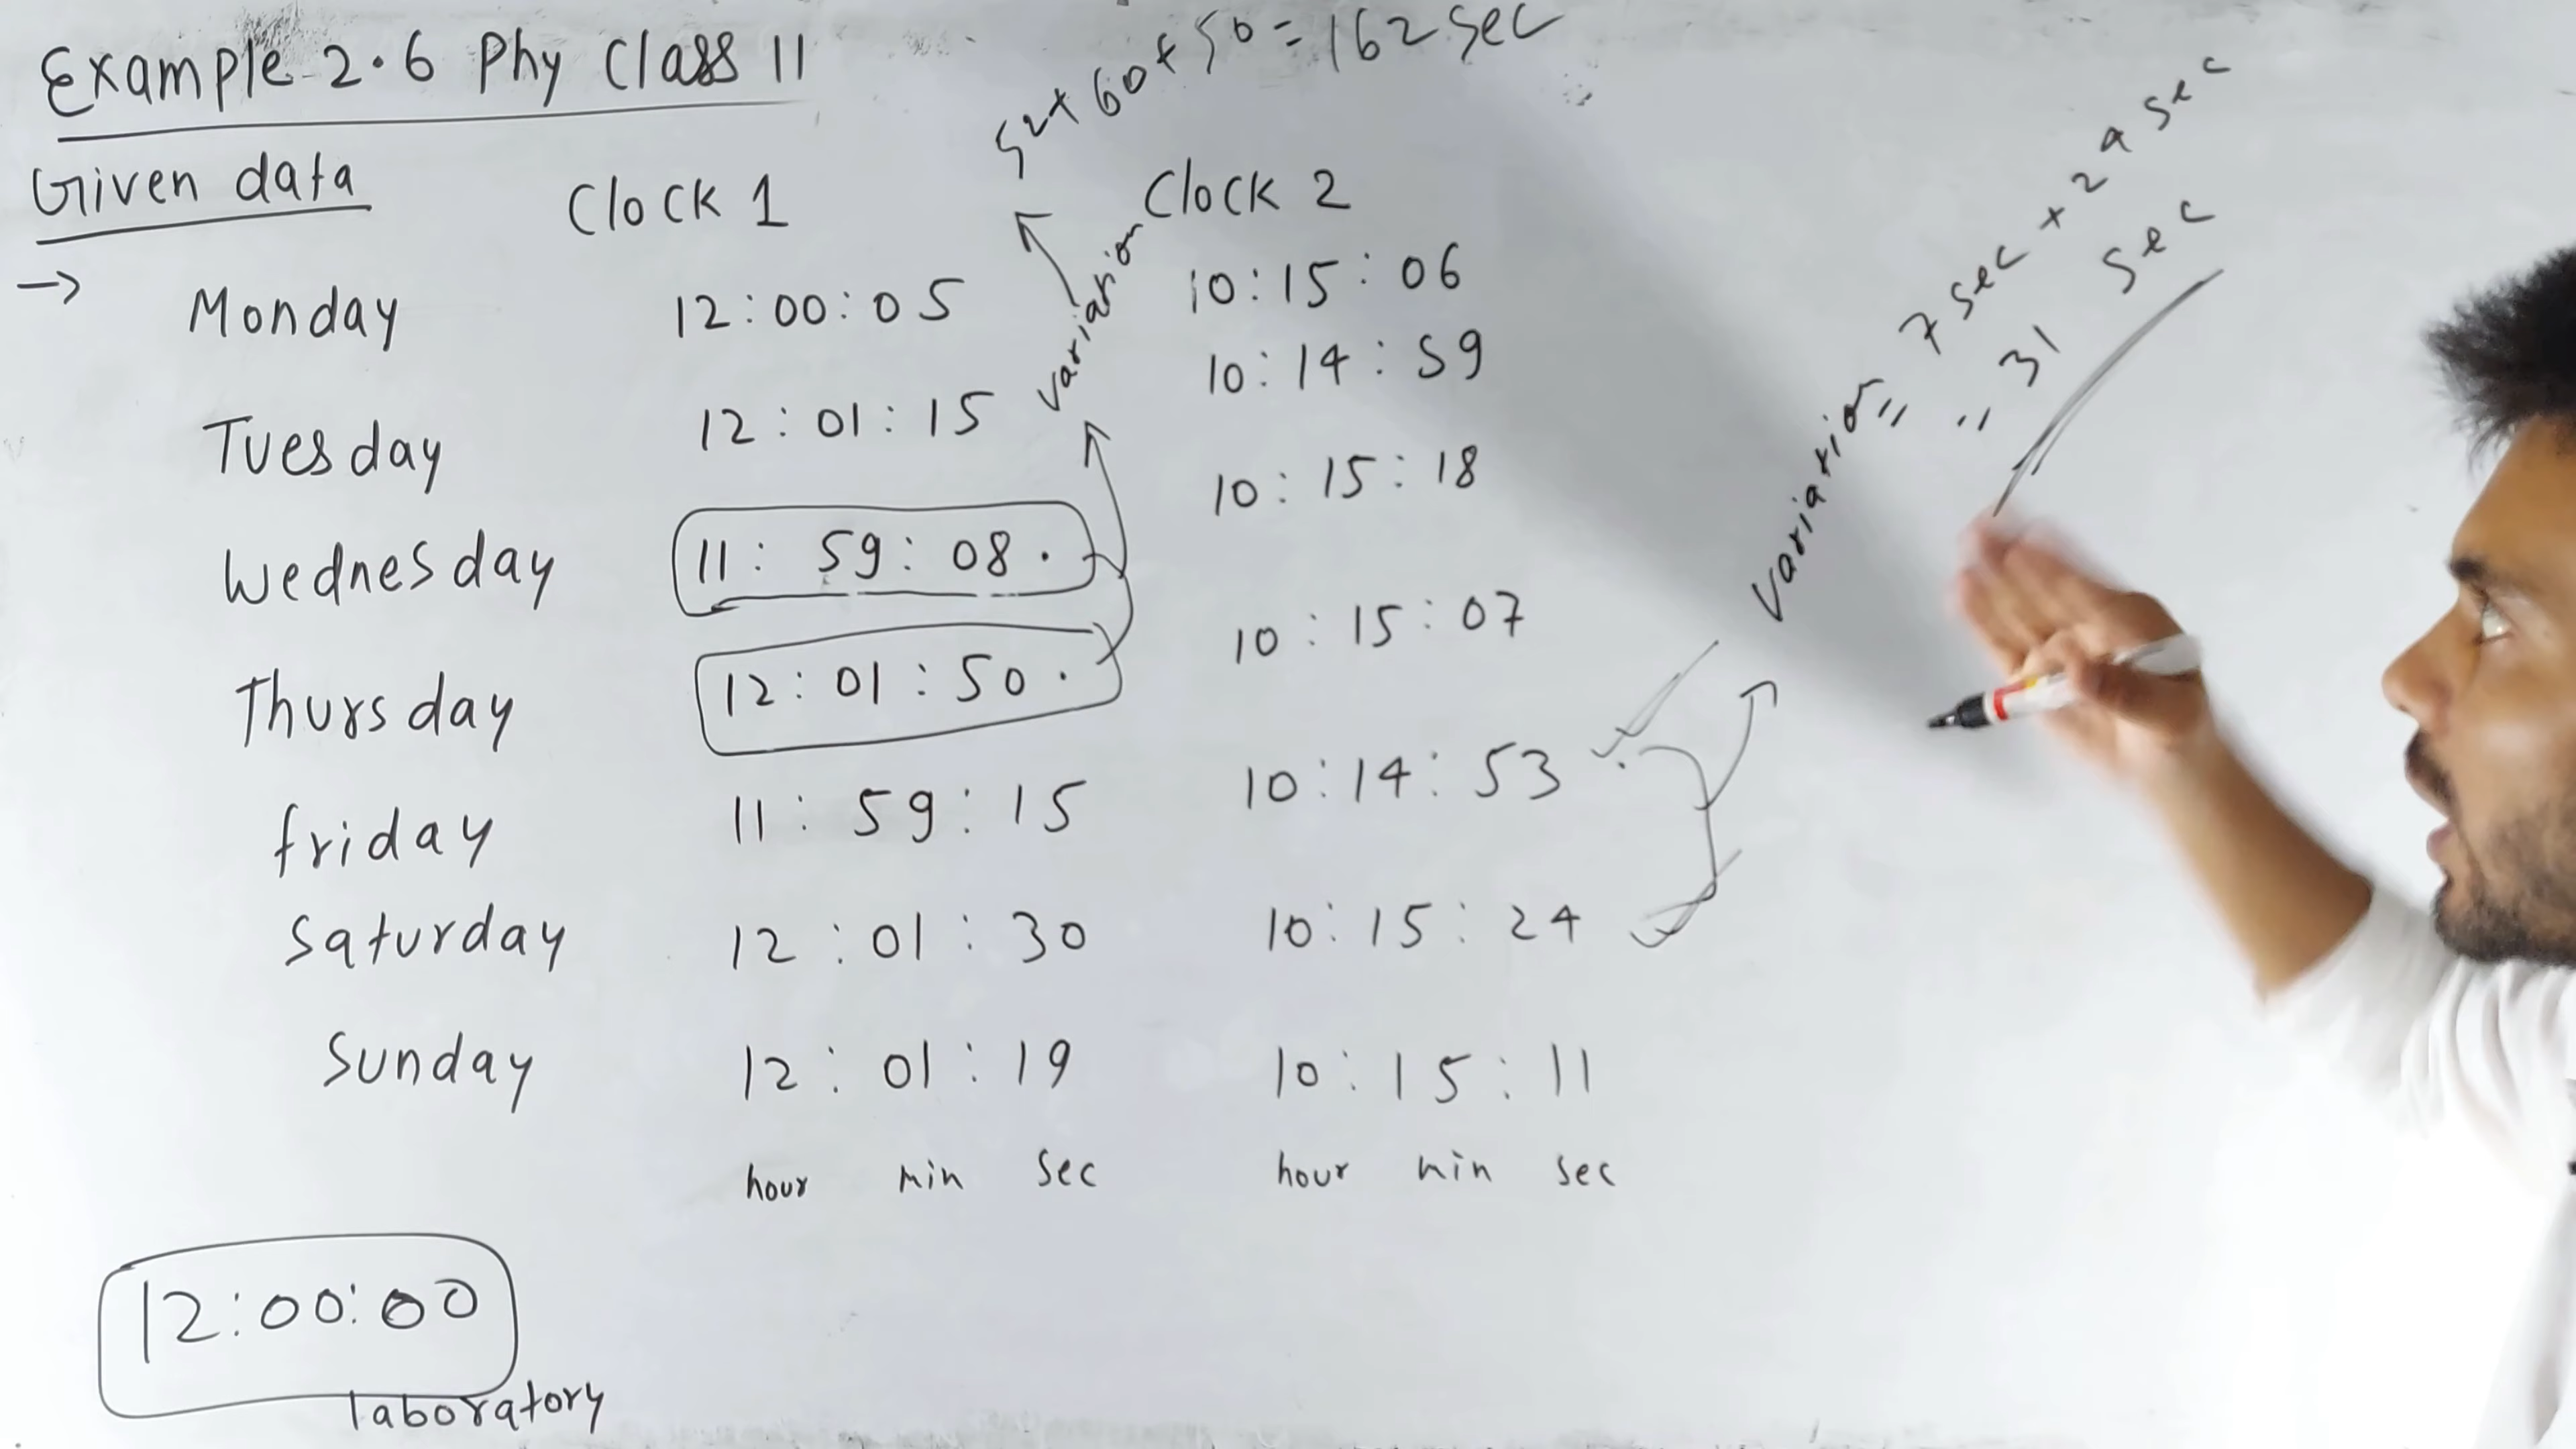 Example 2.6 Phy Class 11
52+60+50=162 sec
Given data
Clock 1
Clock 2
variation
→ Monday 12:00:05 10:15:06
Tuesday 12:01:15 10:14:59
Wednesday 11:59:08. 10:15:18
Thursday 12:01:50. 10:15:07
friday 11:59:15 10:14:53
Saturday 12:01:30 10:15:24
Sunday 12:01:19 10:15:11
hour min sec hour min sec
variation = 7 sec + 24 sec
= 31 sec
12:00:00
laboratory